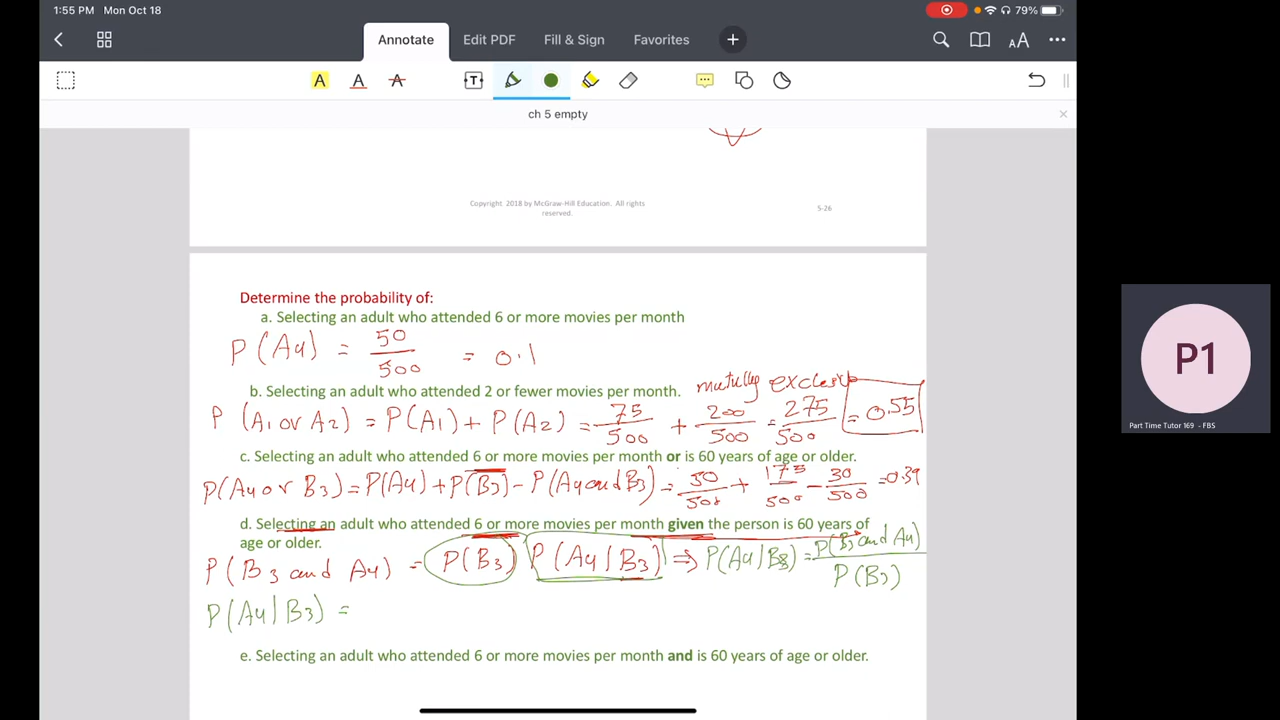 1:55 PM Mon Oct 18
79%
Annotate
Edit PDF
Fill & Sign
Favorites
ch 5 empty
Copyright 2018 by McGraw-Hill Education. All rights
reserved.
5-26
Determine the probability of:
a. Selecting an adult who attended 6 or more movies per month
P(A4) = 50/500 = 0.1
b. Selecting an adult who attended 2 or fewer movies per month.
P(A1 or A2) = P(A1) + P(A2) = 75/500 + 200/500 = 275/500 = 0.55
c. Selecting an adult who attended 6 or more movies per month or is 60 years of age or older.
P(A4 or B3) = P(A4) + P(B3) - P(A4 and B3) = 50/500 + 175/500 - 30/500 = 0.39
d. Selecting an adult who attended 6 or more movies per month given the person is 60 years of
age or older.
P(B3 and A4) = P(B3) P(A4|B3) ⇒ P(A4|B3) = P(B3 and A4)/P(B3)
P(A4|B3) =
e. Selecting an adult who attended 6 or more movies per month and is 60 years of age or older.
P1
Part Time Tutor 169 - FBS